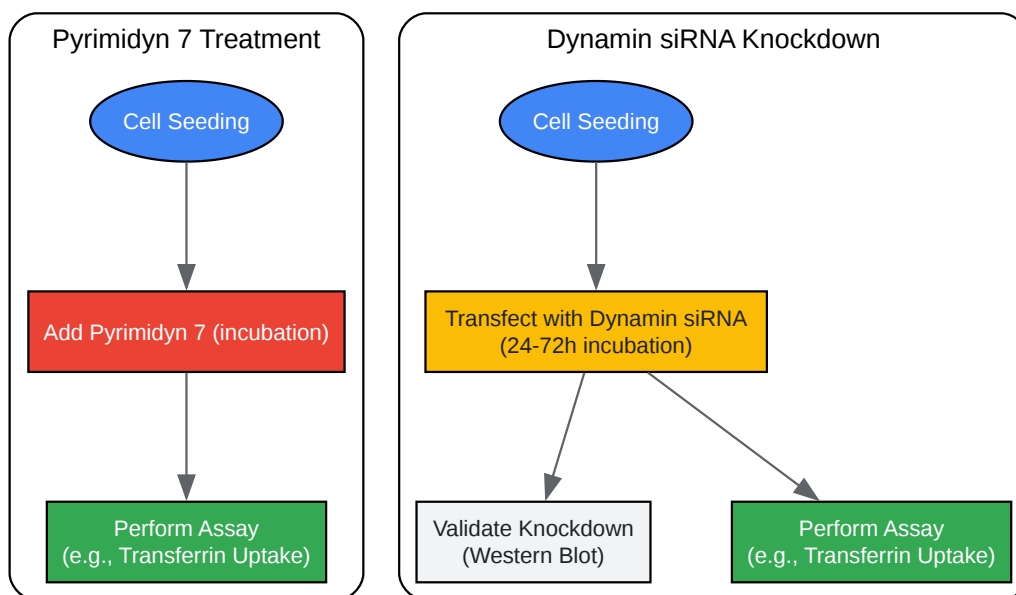 Pyrimidyn 7 Treatment
Cell Seeding
Add Pyrimidyn 7 (incubation)
Perform Assay
(e.g., Transferrin Uptake)
Dynamin siRNA Knockdown
Cell Seeding
Transfect with Dynamin siRNA
(24-72h incubation)
Validate Knockdown
(Western Blot)
Perform Assay
(e.g., Transferrin Uptake)